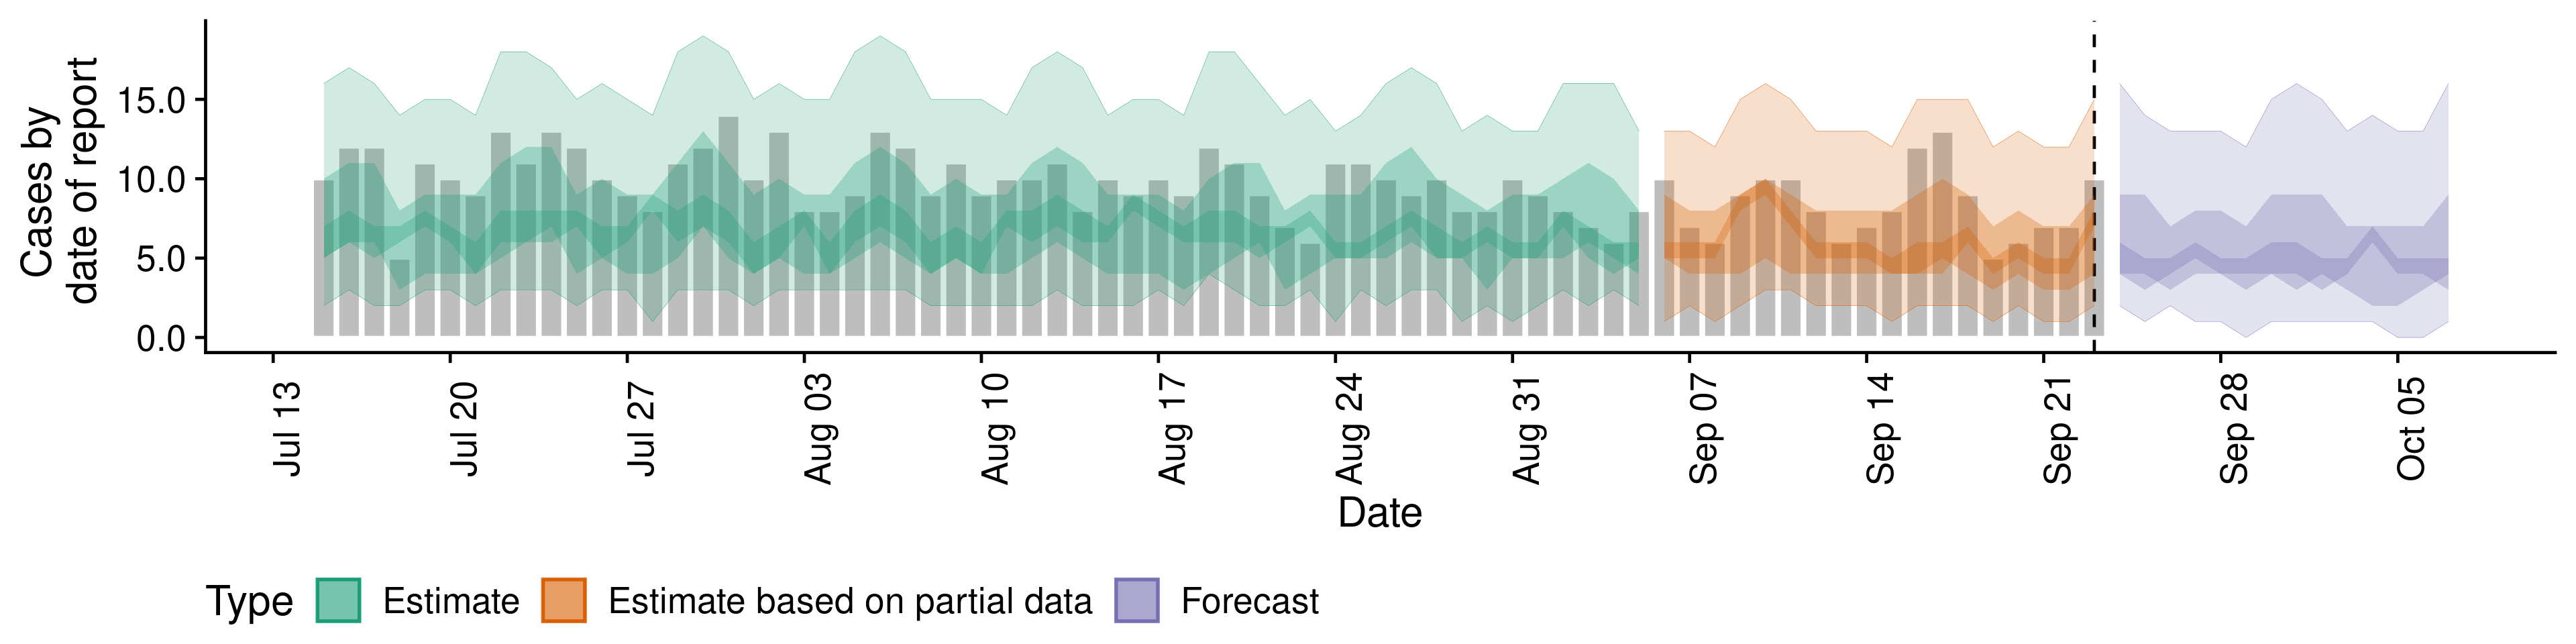 Cases by
date of report
15.0
10.0
5.0
0.0
Jul 13
Jul 20
Jul 27
Aug 03
Aug 10
Aug 17
Aug 24
Aug 31
Sep 07
Sep 14
Sep 21
Sep 28
Oct 05
Date
Type Estimate Estimate based on partial data Forecast